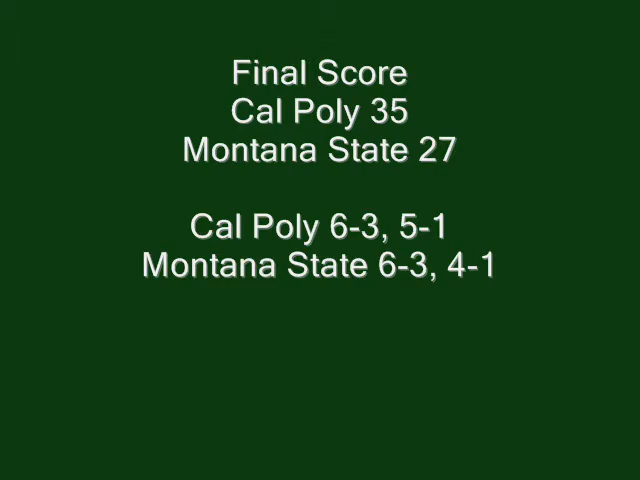 Final Score
Cal Poly 35
Montana State 27
Cal Poly 6-3, 5-1
Montana State 6-3, 4-1